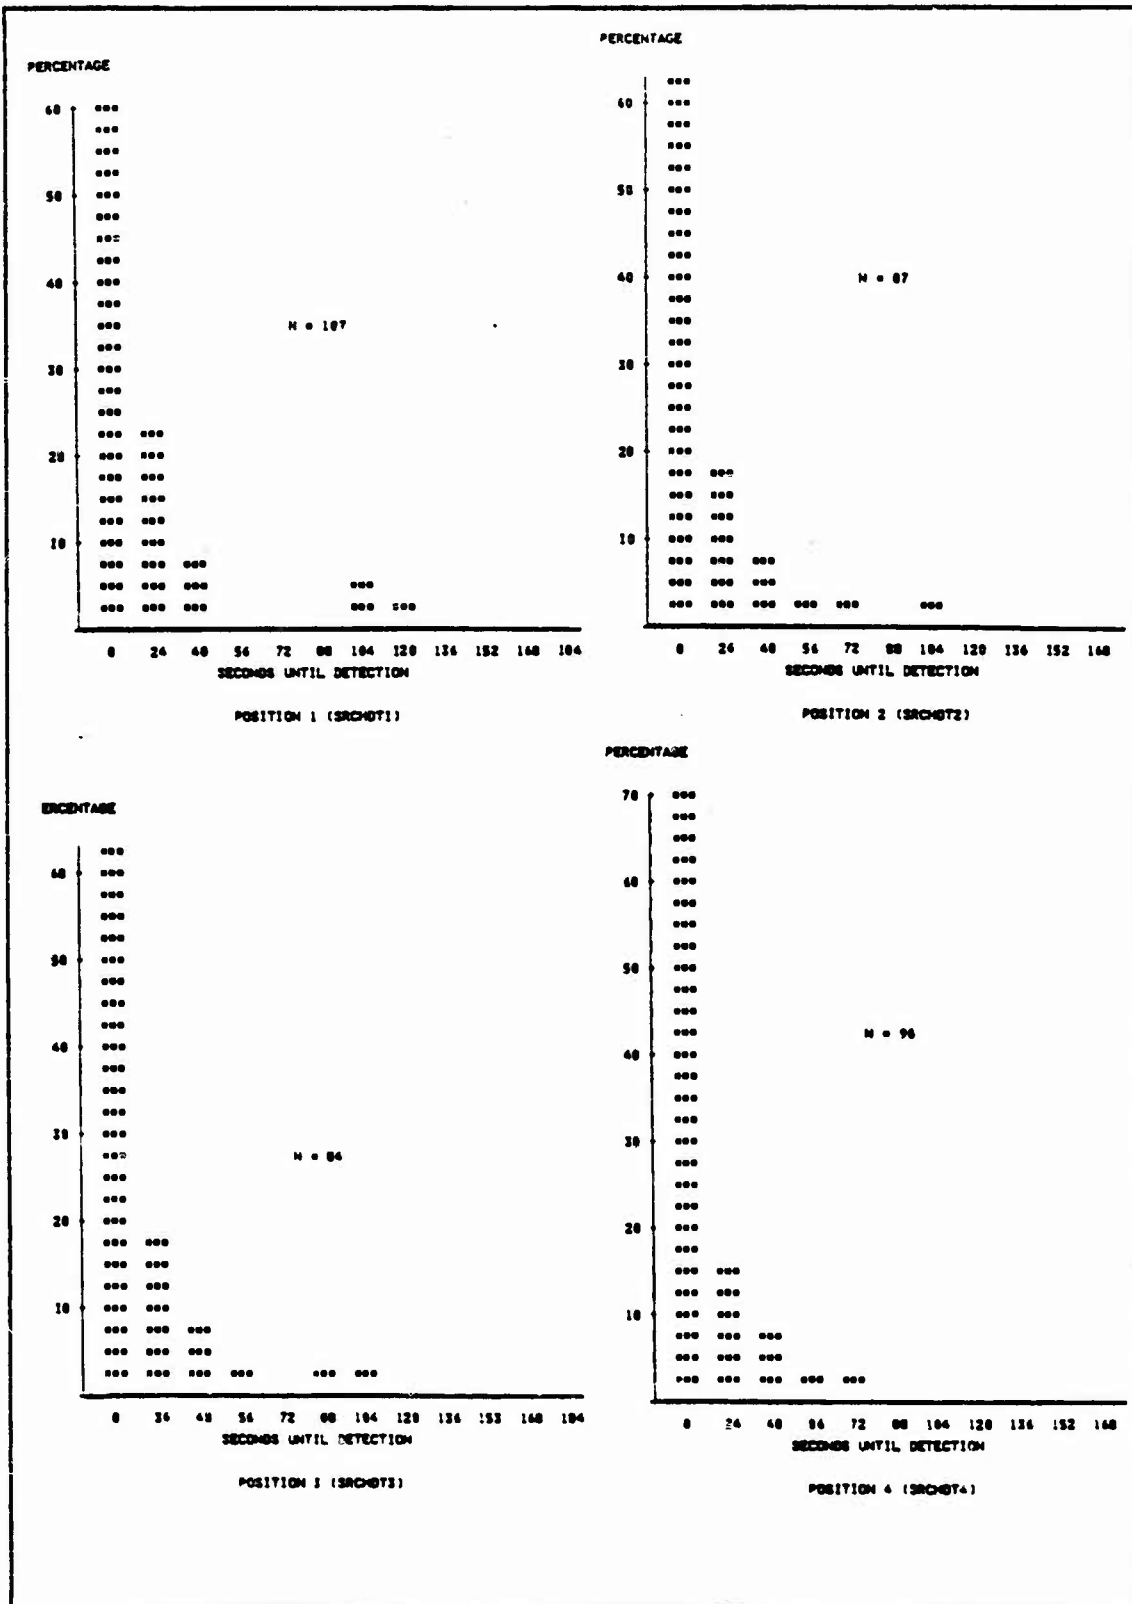 PERCENTAGE
60
50
40
30
20
10
N = 107
0 24 40 56 72 88 104 120 136 152 168 184
SECONDS UNTIL DETECTION
POSITION 1 (SRCHDT1)
PERCENTAGE
60
50
40
30
20
10
N = 87
0 24 40 56 72 88 104 120 136 152 168
SECONDS UNTIL DETECTION
POSITION 2 (SRCHDT2)
ERCENTAGE
60
50
40
30
20
10
N = 84
0 40 56 72 88 104 120 136 152 168 184
SECONDS UNTIL DETECTION
POSITION 3 (SRCHDT3)
PERCENTAGE
70
60
50
40
30
20
10
N = 96
0 24 40 56 72 88 104 120 136 152 168
SECONDS UNTIL DETECTION
POSITION 4 (SRCHDT4)